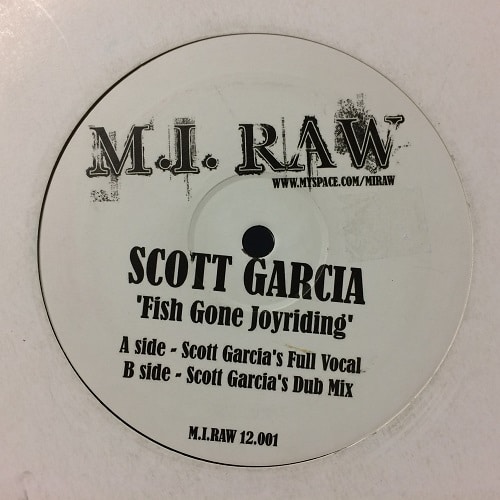 M.I. RAW
WWW.MYSPACE.COM/MIRAW
SCOTT GARCIA
'Fish Gone Joyriding'
A side - Scott Garcia's Full Vocal
B side - Scott Garcia's Dub Mix
M.I.RAW 12.001